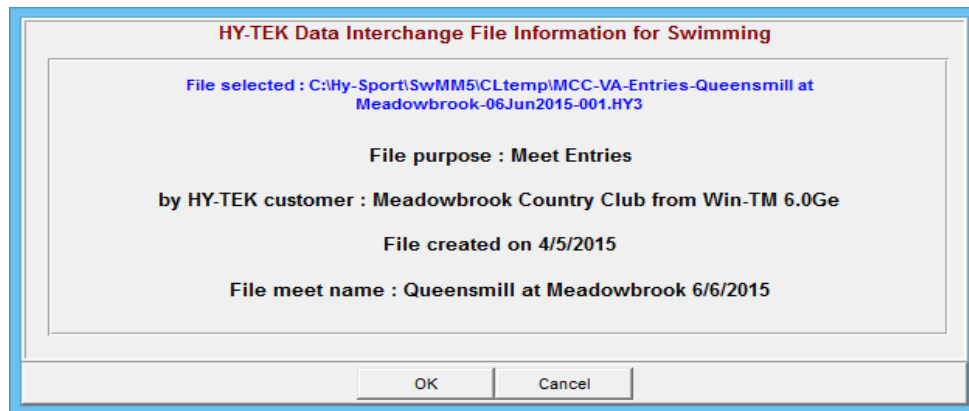 HY-TEK Data Interchange File Information for Swimming
File selected : C:\Hy-Sport\SwMM5\CLtemp\MCC-VA-Entries-Queensmill at
Meadowbrook-06Jun2015-001.HY3
File purpose : Meet Entries
by HY-TEK customer : Meadowbrook Country Club from Win-TM 6.0Ge
File created on 4/5/2015
File meet name : Queensmill at Meadowbrook 6/6/2015
OK Cancel